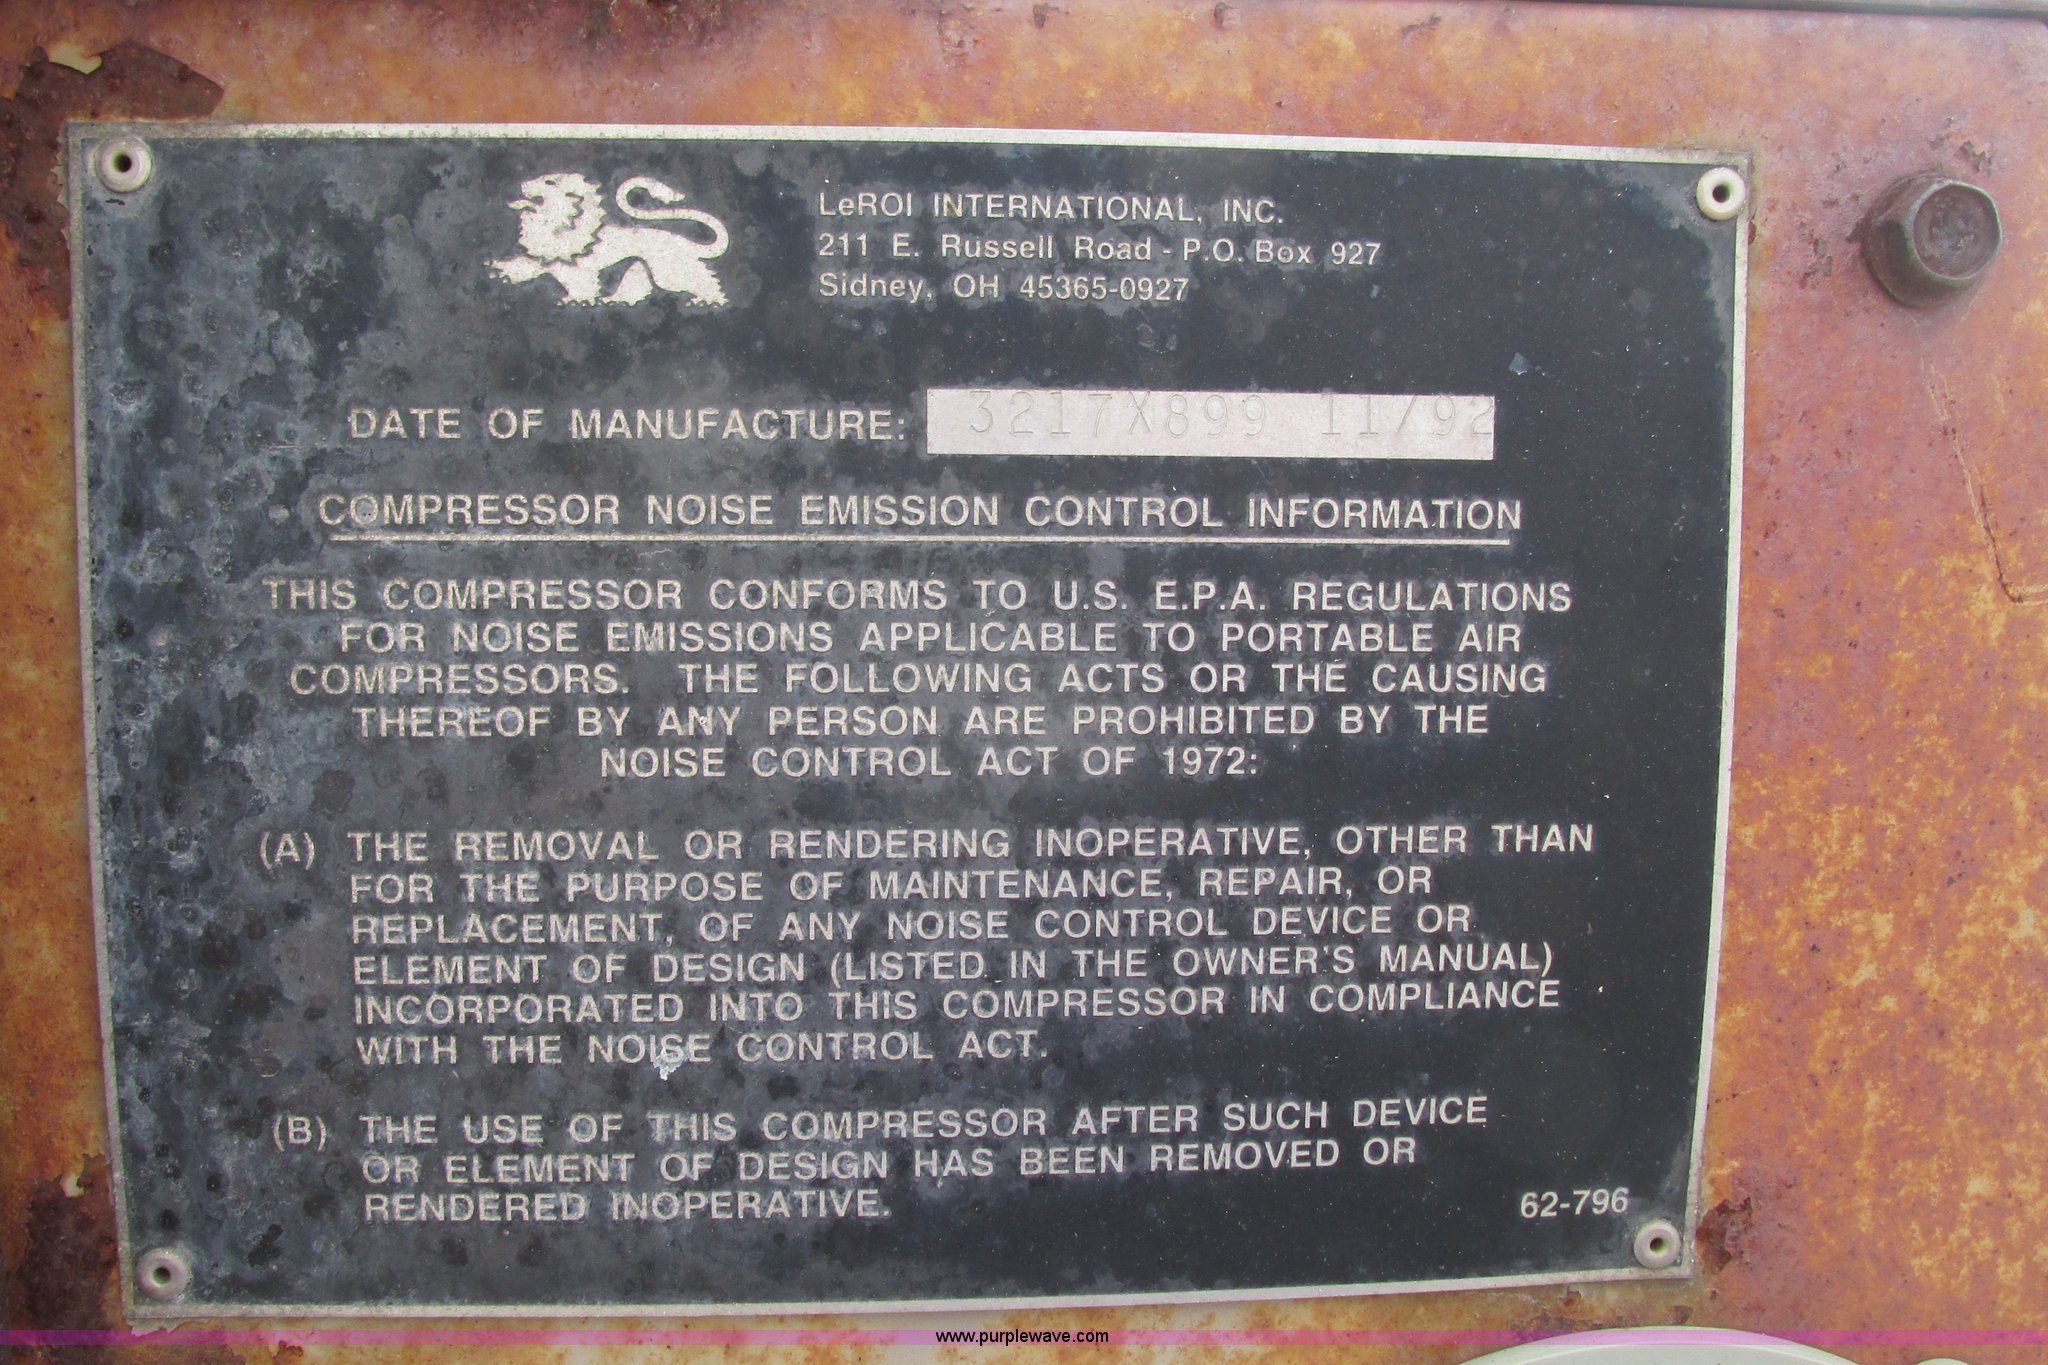 LeROI INTERNATIONAL, INC.
211 E. Russell Road - P.O. Box 927
Sidney, OH 45365-0927
DATE OF MANUFACTURE: 3217X899 11/92
COMPRESSOR NOISE EMISSION CONTROL INFORMATION
THIS COMPRESSOR CONFORMS TO U.S. E.P.A. REGULATIONS
FOR NOISE EMISSIONS APPLICABLE TO PORTABLE AIR
COMPRESSORS. THE FOLLOWING ACTS OR THE CAUSING
THEREOF BY ANY PERSON ARE PROHIBITED BY THE
NOISE CONTROL ACT OF 1972:
(A) THE REMOVAL OR RENDERING INOPERATIVE, OTHER THAN
FOR THE PURPOSE OF MAINTENANCE, REPAIR, OR
REPLACEMENT, OF ANY NOISE CONTROL DEVICE OR
ELEMENT OF DESIGN (LISTED IN THE OWNER'S MANUAL)
INCORPORATED INTO THIS COMPRESSOR IN COMPLIANCE
WITH THE NOISE CONTROL ACT.
(B) THE USE OF THIS COMPRESSOR AFTER SUCH DEVICE
OR ELEMENT OF DESIGN HAS BEEN REMOVED OR
RENDERED INOPERATIVE.
62-796
www.purplewave.com